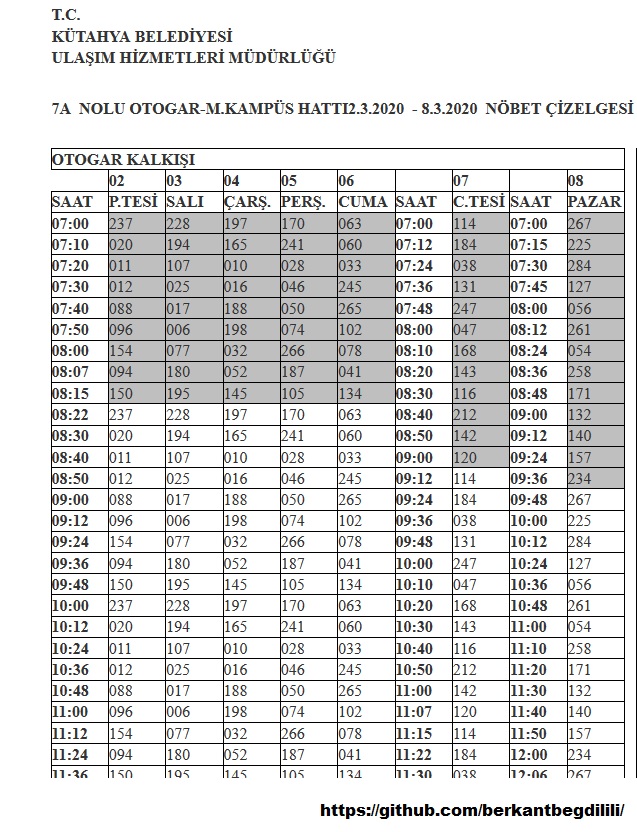 T.C.
KÜTAHYA BELEDİYESİ
ULAŞIM HİZMETLERİ MÜDÜRLÜĞÜ
7A NOLU OTOGAR-M.KAMPÜS HATTI2.3.2020 - 8.3.2020 NÖBET ÇİZELGESİ
OTOGAR KALKIŞI
02 03 04 05 06 07 08
SAAT P.TESİ SALI ÇARŞ. PERŞ. CUMA SAAT C.TESİ SAAT PAZAR
07:00 237 228 197 170 063 07:00 114 07:00 267
07:10 020 194 165 241 060 07:12 184 07:15 225
07:20 011 107 010 028 033 07:24 038 07:30 284
07:30 012 025 016 046 245 07:36 131 07:45 127
07:40 088 017 188 050 265 07:48 247 08:00 056
07:50 096 006 198 074 102 08:00 047 08:12 261
08:00 154 077 032 266 078 08:10 168 08:24 054
08:07 094 180 052 187 041 08:20 143 08:36 258
08:15 150 195 145 105 134 08:30 116 08:48 171
08:22 237 228 197 170 063 08:40 212 09:00 132
08:30 020 194 165 241 060 08:50 142 09:12 140
08:40 011 107 010 028 033 09:00 120 09:24 157
08:50 012 025 016 046 245 09:12 114 09:36 234
09:00 088 017 188 050 265 09:24 184 09:48 267
09:12 096 006 198 074 102 09:36 038 10:00 225
09:24 154 077 032 266 078 09:48 131 10:12 284
09:36 094 180 052 187 041 10:00 247 10:24 127
09:48 150 195 145 105 134 10:10 047 10:36 056
10:00 237 228 197 170 063 10:20 168 10:48 261
10:12 020 194 165 241 060 10:30 143 11:00 054
10:24 011 107 010 028 033 10:40 116 11:10 258
10:36 012 025 016 046 245 10:50 212 11:20 171
10:48 088 017 188 050 265 11:00 142 11:30 132
11:00 096 006 198 074 102 11:07 120 11:40 140
11:12 154 077 032 266 078 11:15 114 11:50 157
11:24 094 180 052 187 041 11:22 184 12:00 234
11:36 150 195 145 105 134 11:30 038 12:06 267
https://github.com/berkantbegdilili/